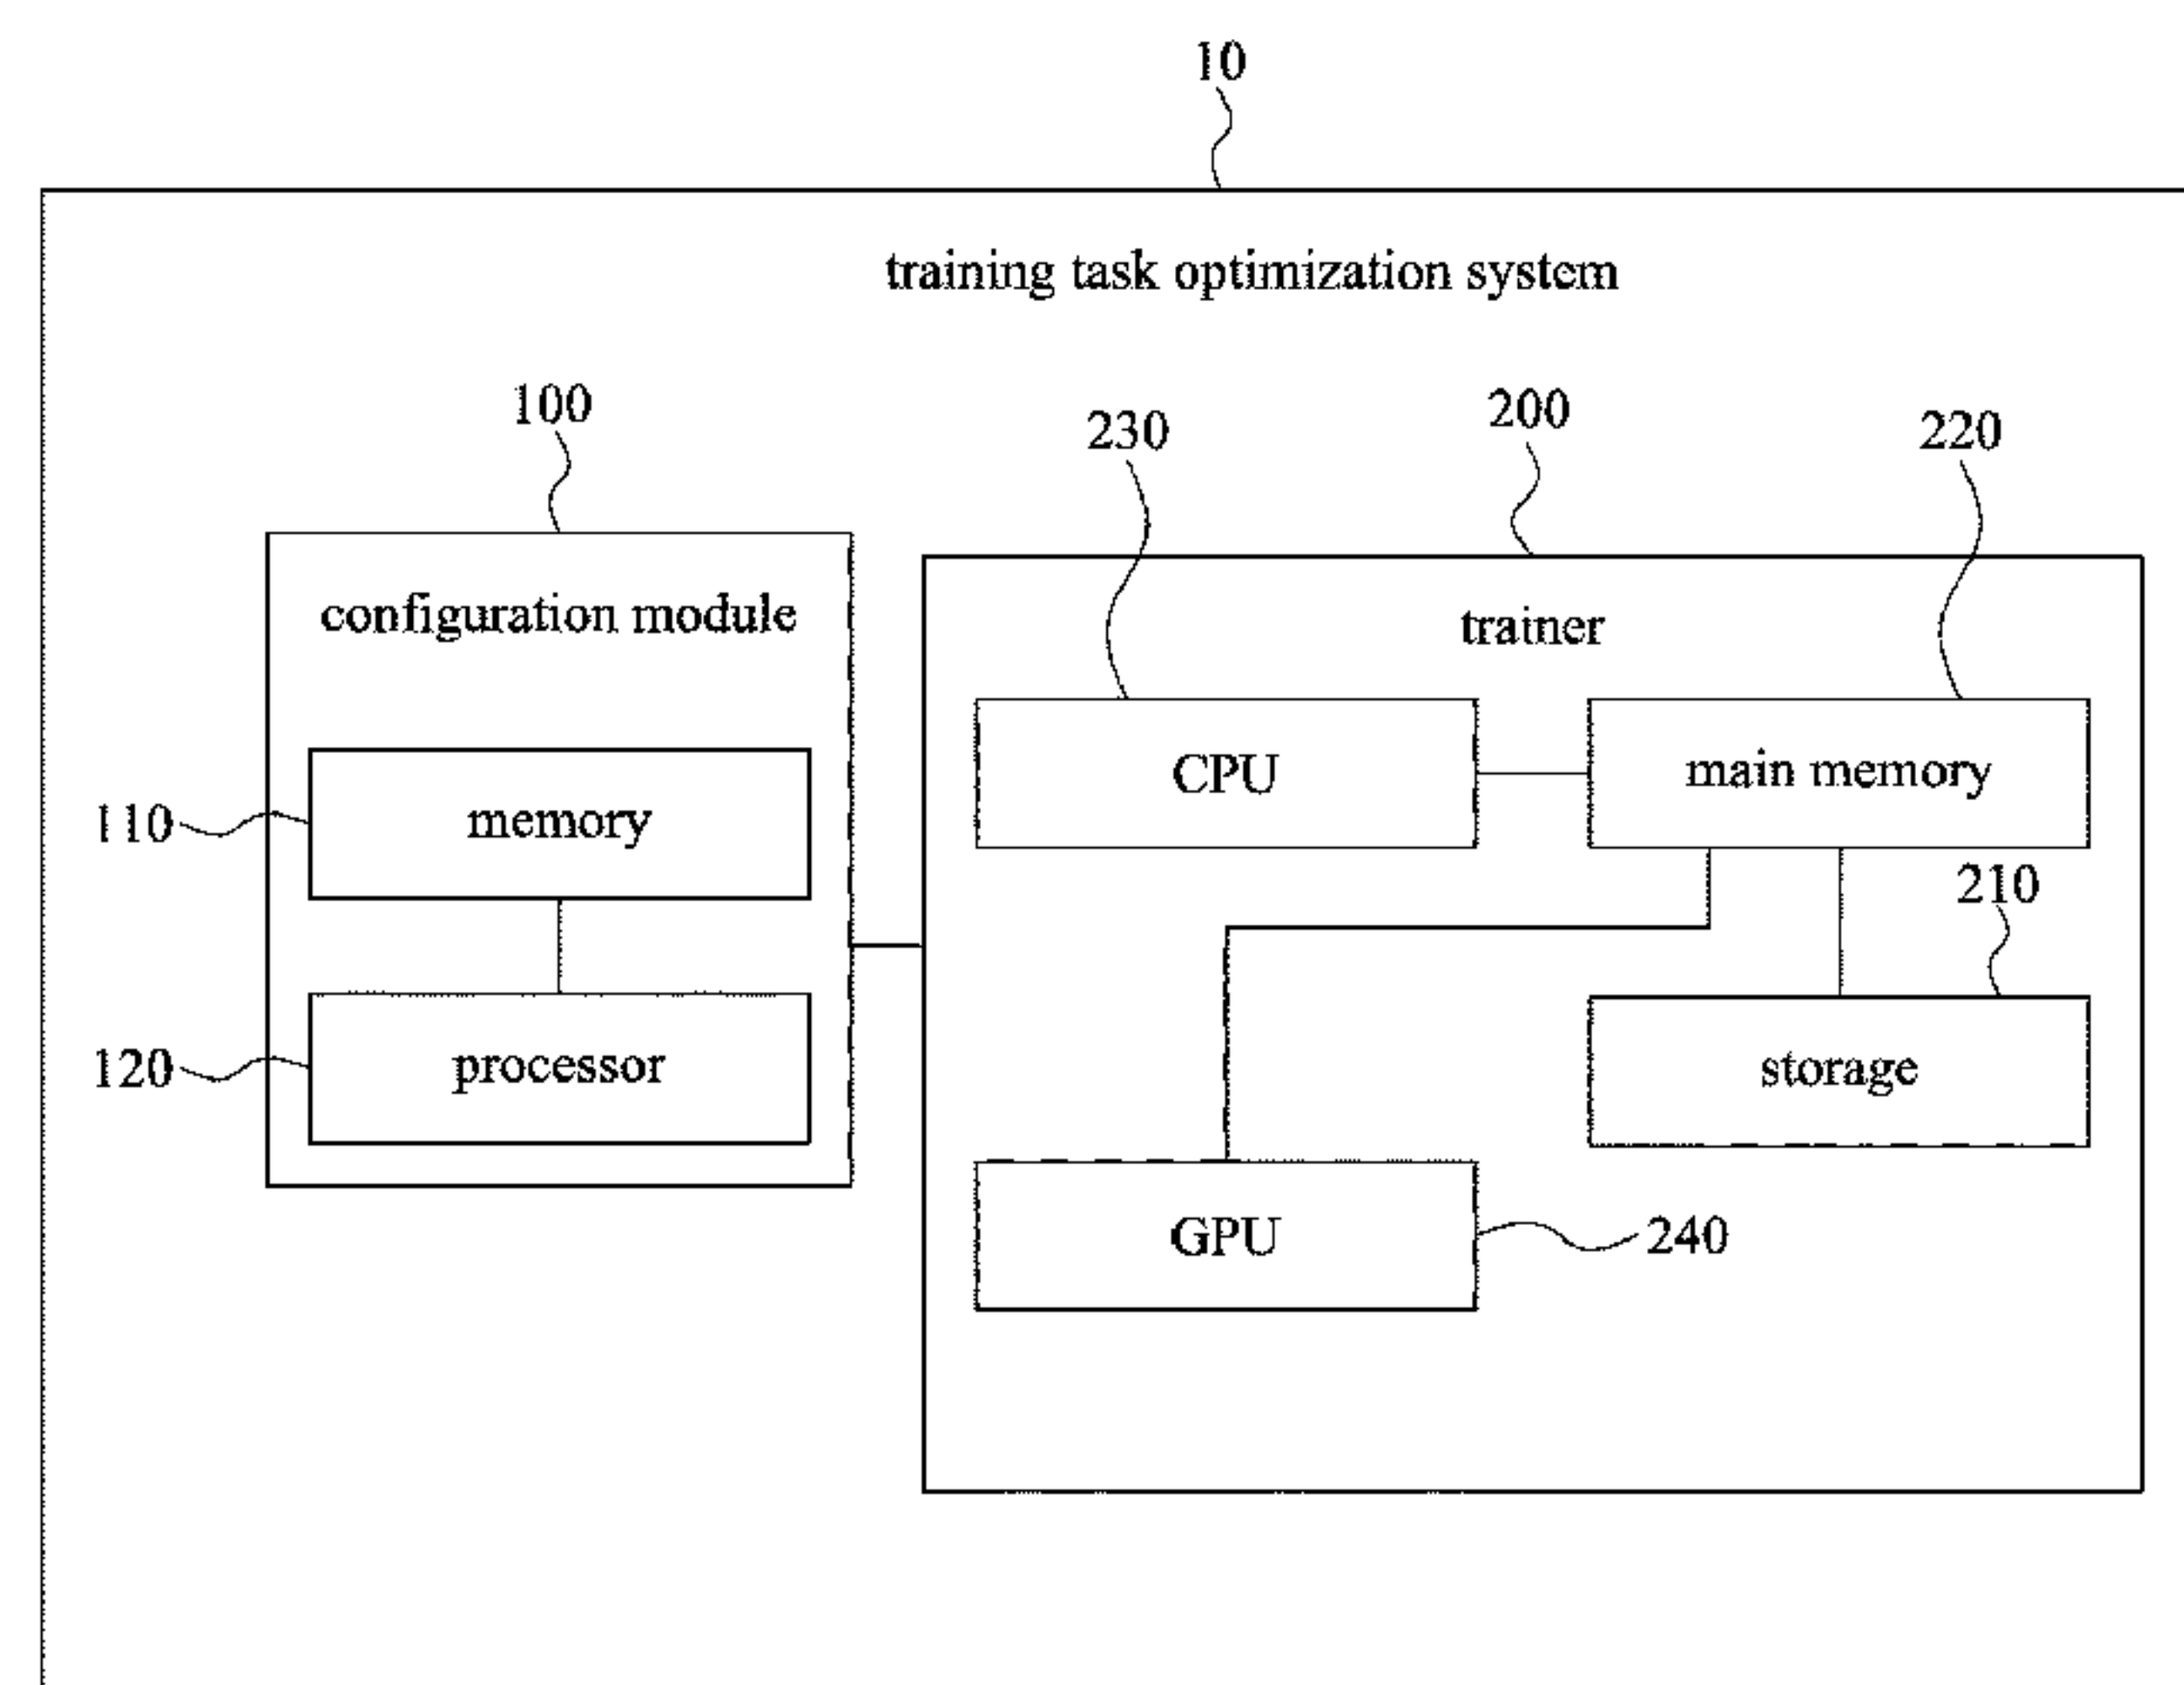 10
training task optimization system
100
230
200
220
configuration module
trainer
CPU
main memory
110
memory
210
120
processor
storage
GPU
240